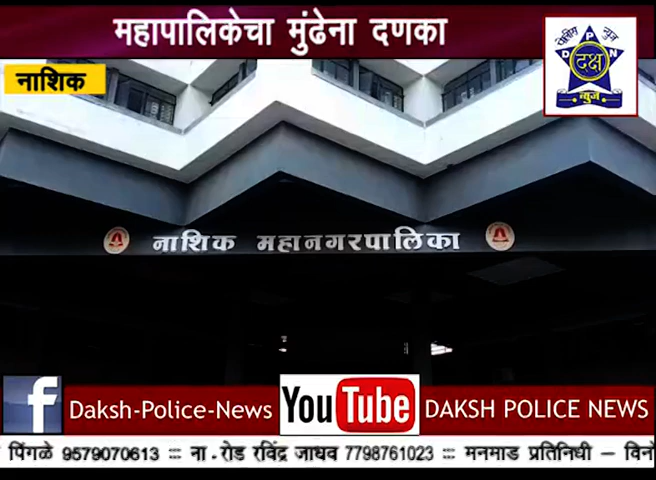 महापालिकेचा मुंढेना दणका
पोलिस न्युज
D P N
दक्ष
न्युज
नाशिक
नाशिक महानगरपालिका
f Daksh-Police-News YouTube DAKSH POLICE NEWS
पिंगळे 9579070613 ::: ना.रोड रविंद्र जाधव 7798761023 ::: मनमाड प्रतिनिधी – विनो